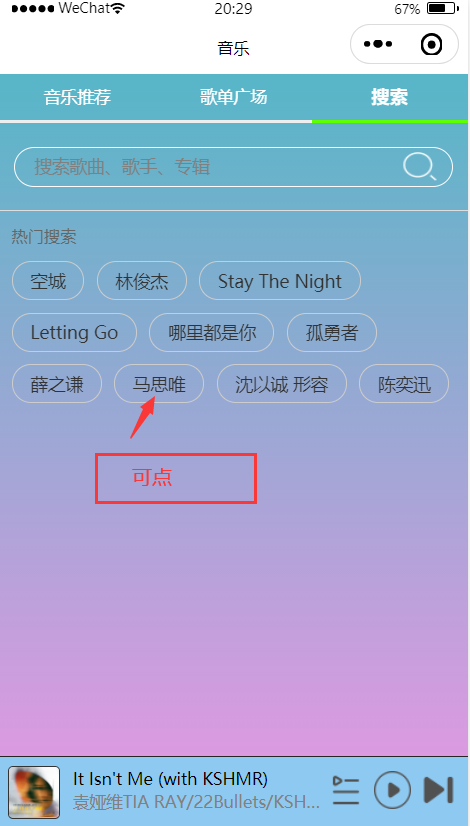 WeChat 20:29 67%
音乐
音乐推荐 歌单广场 搜索
搜索歌曲、歌手、专辑
热门搜索
空城 林俊杰 Stay The Night
Letting Go 哪里都是你 孤勇者
薛之谦 马思唯 沈以诚 形容 陈奕迅
可点
It Isn't Me (with KSHMR)
袁娅维TIA RAY/22Bullets/KSH...